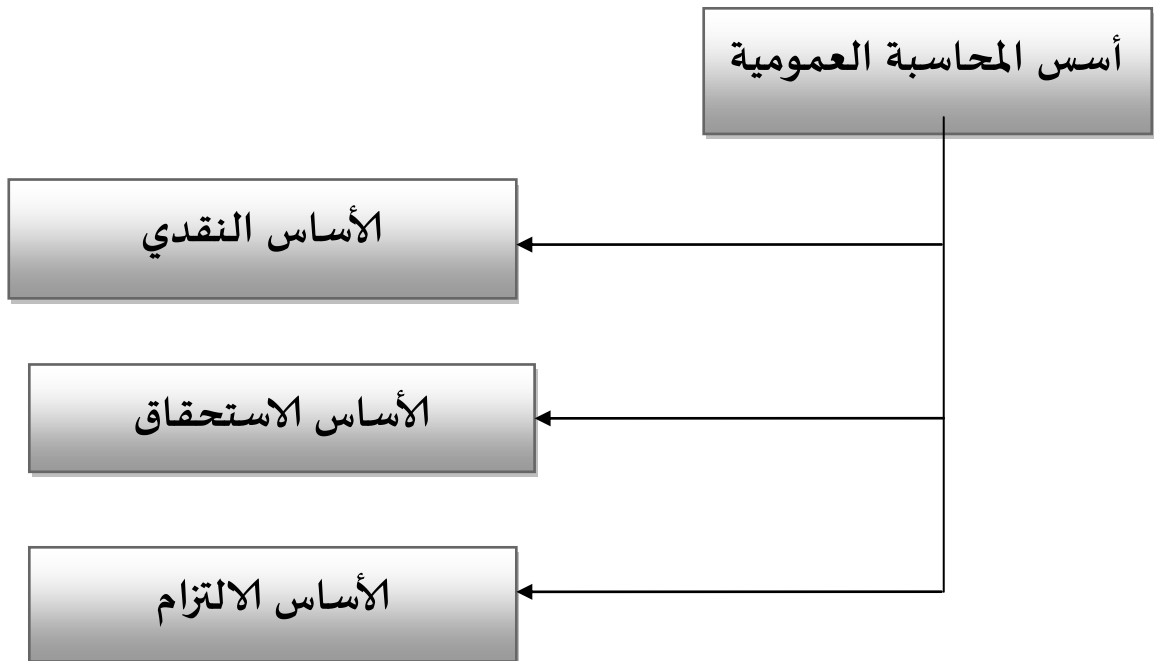 أسس المحاسبة العمومية
الأساس النقدي
الأساس الاستحقاق
الأساس الالتزام